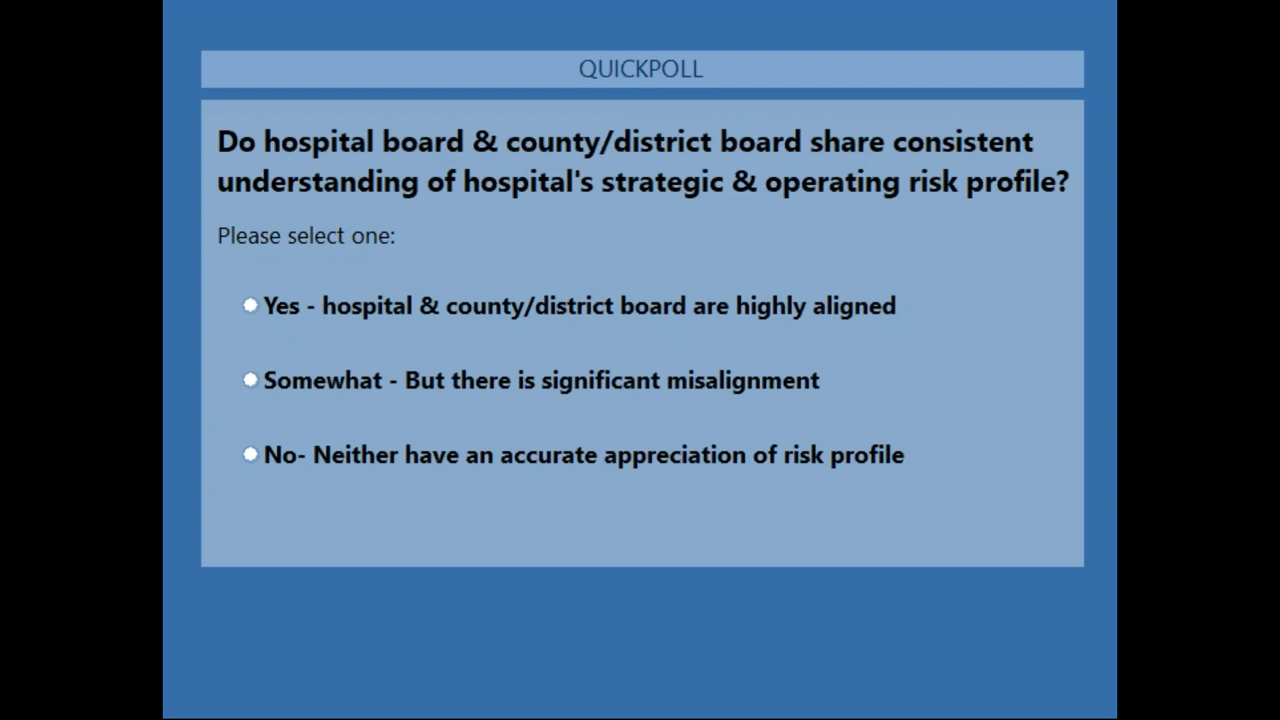 QUICKPOLL
Do hospital board & county/district board share consistent
understanding of hospital's strategic & operating risk profile?
Please select one:
Yes - hospital & county/district board are highly aligned
Somewhat - But there is significant misalignment
No- Neither have an accurate appreciation of risk profile